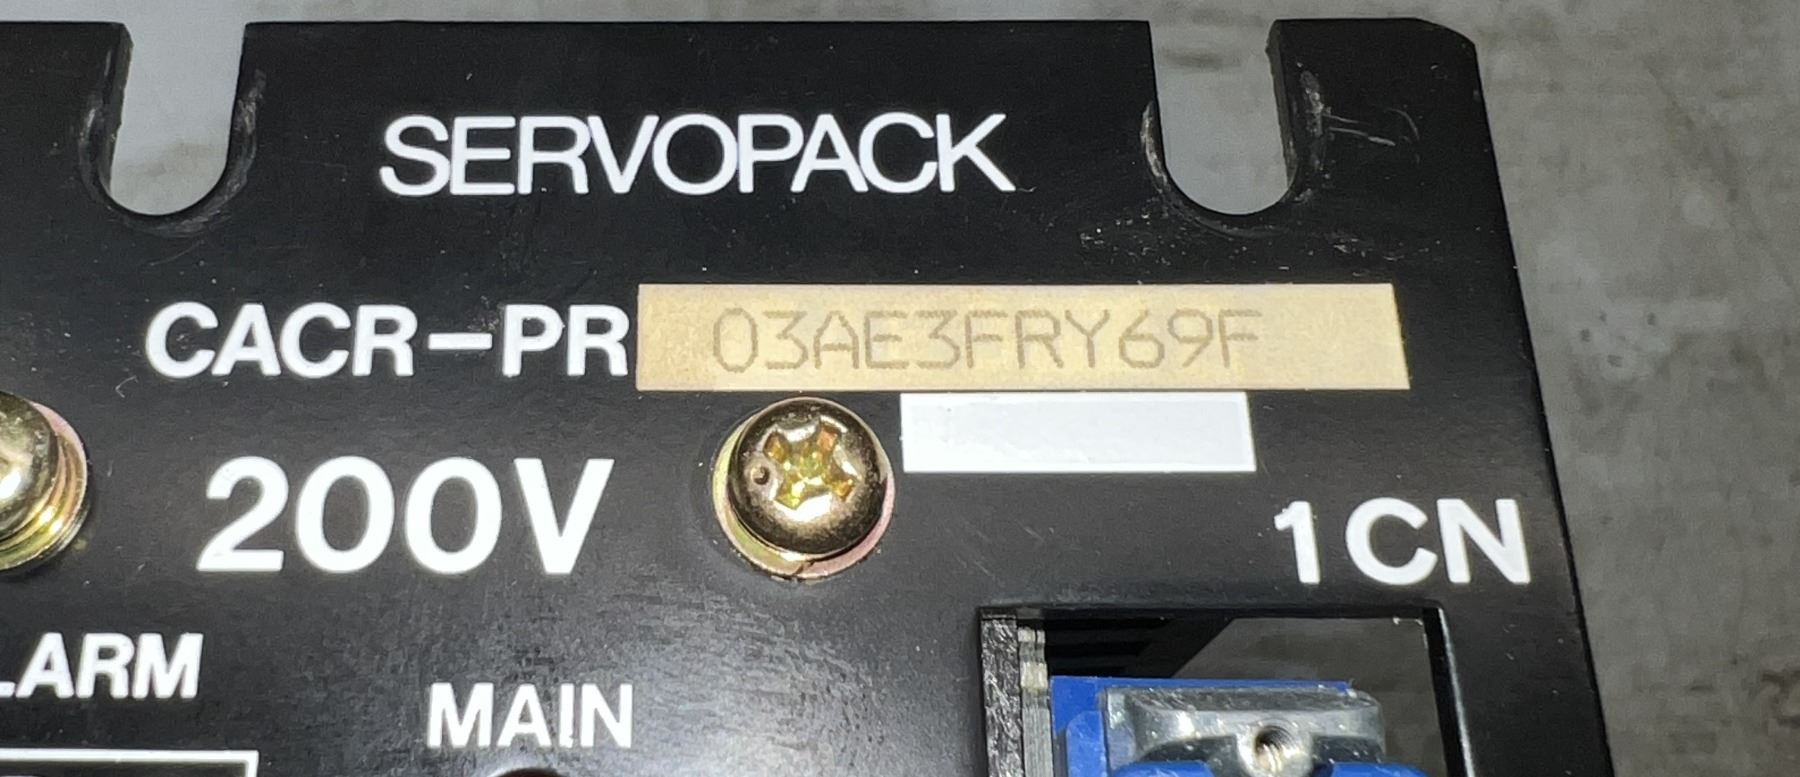 SERVOPACK
CACR-PR 03AE3FRY69F
200V
1CN
LARM
MAIN